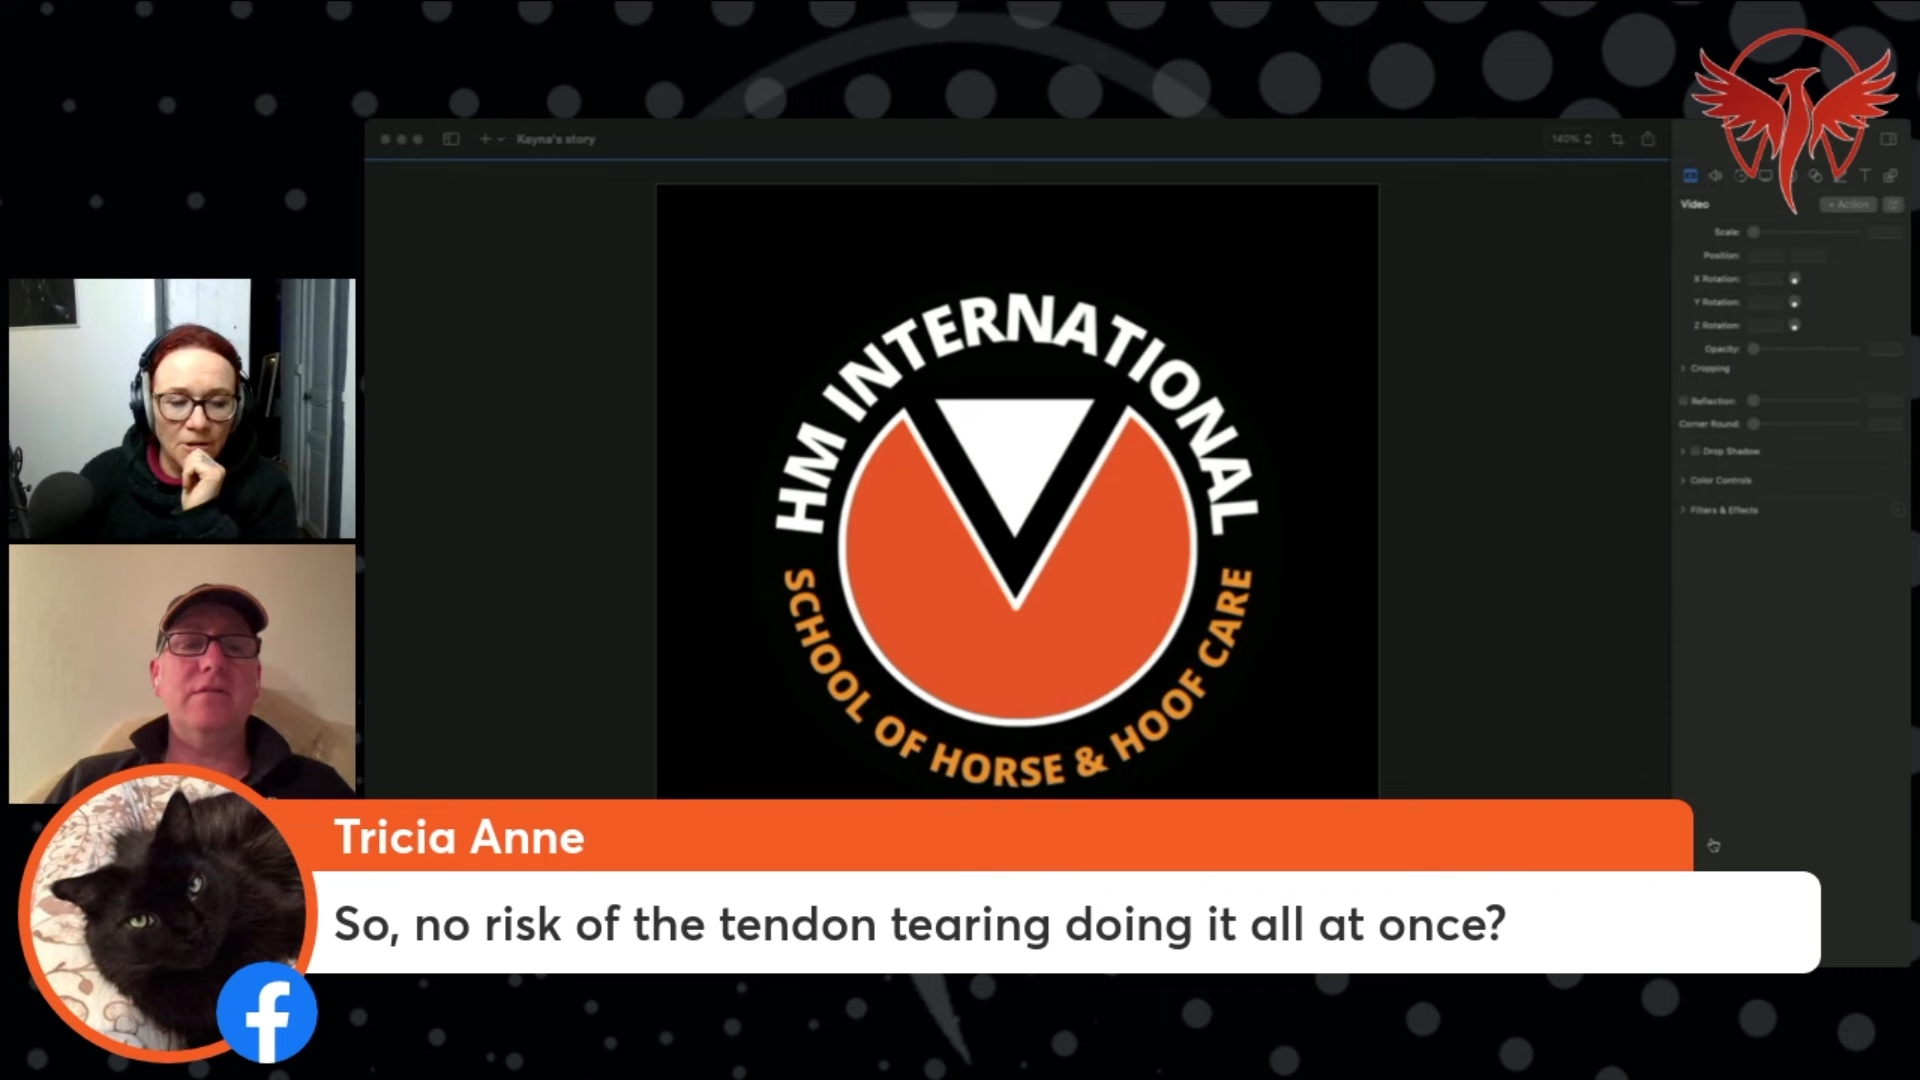 Kayna's story
140%
Video
+ Action
Scale:
Position:
X Rotation:
Y Rotation:
Z Rotation:
Opacity:
Cropping
Reflection:
Corner Round:
Drop Shadow
Color Controls
Filters & Effects
HM INTERNATIONAL
SCHOOL OF HORSE & HOOF CARE
Tricia Anne
So, no risk of the tendon tearing doing it all at once?